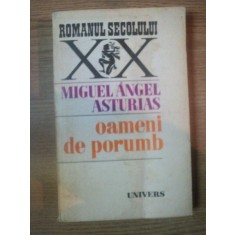 ROMANUL SECOLULUI
XX
MIGUEL ÁNGEL
ASTURIAS
oameni
de porumb
UNIVERS